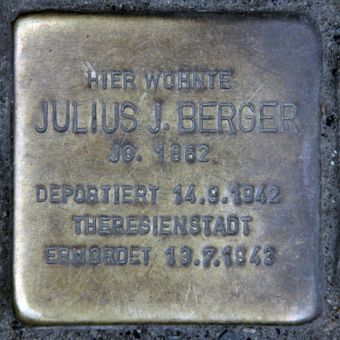 HIER WOHNTE
JULIUS J. BERGER
JG. 1862
DEPORTIERT 14.9.1942
THERESIENSTADT
ERMORDET 13.7.1943